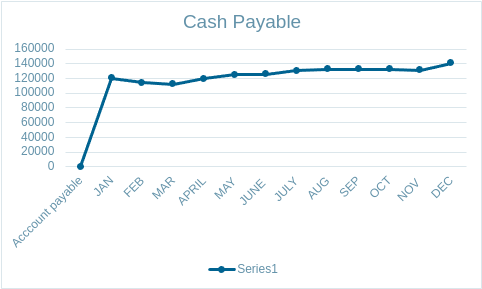 Cash Payable
160000
140000
120000
100000
80000
60000
40000
20000
0
Acccount payable
JAN
FEB
MAR
APRIL
MAY
JUNE
JULY
AUG
SEP
OCT
NOV
DEC
Series1